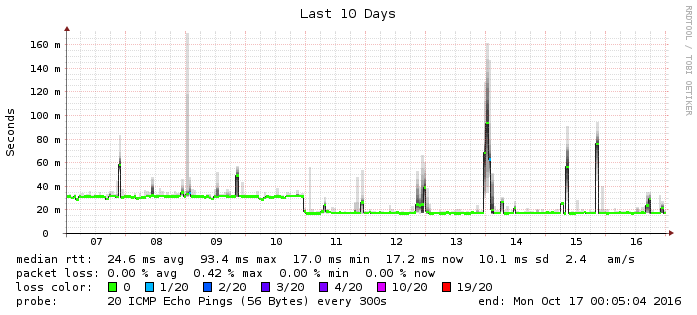 Last 10 Days
RRDTOOL / TOBI OETIKER
Seconds
160 m
140 m
120 m
100 m
80 m
60 m
40 m
20 m
0
07 08 09 10 11 12 13 14 15 16
median rtt: 24.6 ms avg 93.4 ms max 17.0 ms min 17.2 ms now 10.1 ms sd 2.4 am/s
packet loss: 0.00 % avg 0.42 % max 0.00 % min 0.00 % now
loss color: 0 1/20 2/20 3/20 4/20 10/20 19/20
probe: 20 ICMP Echo Pings (56 Bytes) every 300s end: Mon Oct 17 00:05:04 2016